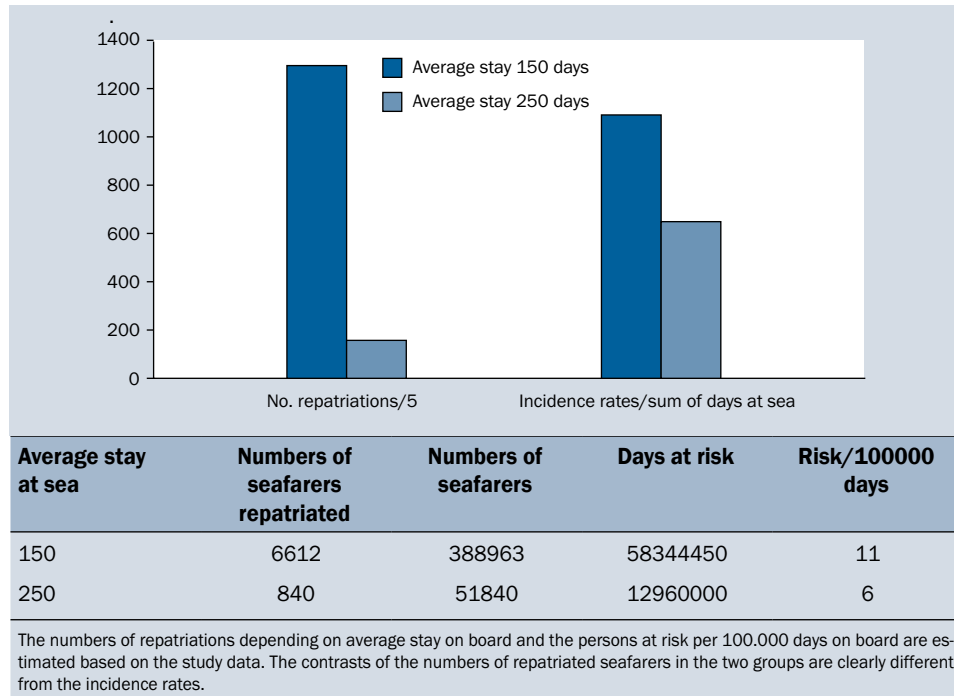 1400
1200
1000
800
600
400
200
0
Average stay 150 days
Average stay 250 days
No. repatriations/5 Incidence rates/sum of days at sea
Average stay Numbers of Numbers of Days at risk Risk/100000
at sea seafarers seafarers days
repatriated
150 6612 388963 58344450 11
250 840 51840 12960000 6
The numbers of repatriations depending on average stay on board and the persons at risk per 100.000 days on board are es-
timated based on the study data. The contrasts of the numbers of repatriated seafarers in the two groups are clearly different
from the incidence rates.